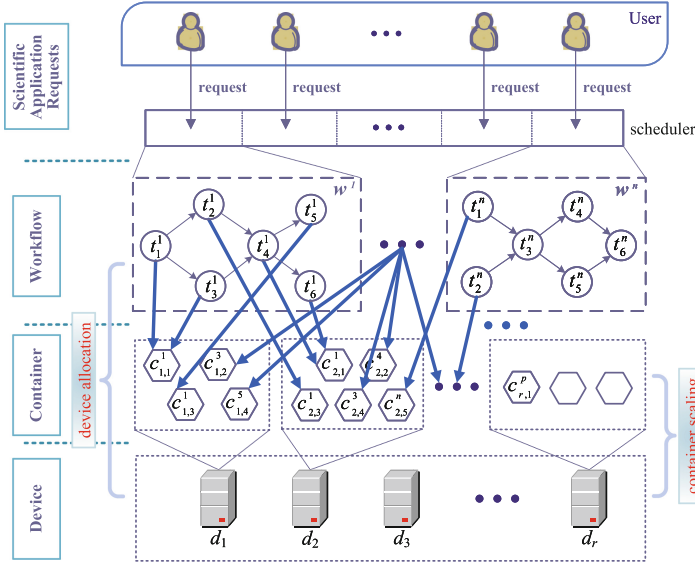 User
Scientific
Application
Requests
request
request
request
request
scheduler
w^1
w^n
Workflow
t_1^1
t_2^1
t_3^1
t_4^1
t_5^1
t_6^1
t_1^n
t_2^n
t_3^n
t_4^n
t_5^n
t_6^n
device allocation
Container
c_{1,1}^1
c_{1,2}^3
c_{1,3}^1
c_{1,4}^5
c_{2,1}^1
c_{2,2}^4
c_{2,3}^1
c_{2,4}^3
c_{2,5}^n
c_{r,1}^p
container scaling
Device
d_1
d_2
d_3
d_r